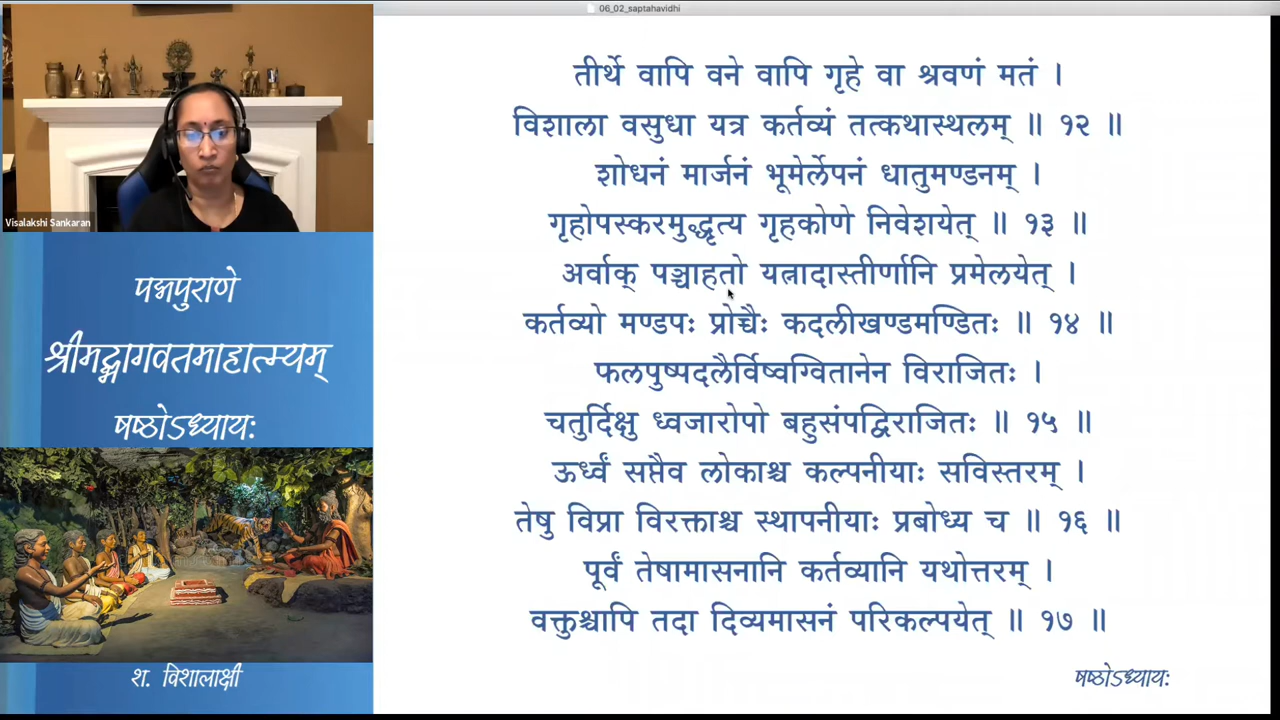 06_02_saptahavidhi
Visalakshi Sankaran
पद्मपुराणे
श्रीमद्भागवतमाहात्म्यम्
षष्ठोऽध्यायः
श. विशालाक्षी
तीर्थे वापि वने वापि गृहे वा श्रवणं मतं ।
विशाला वसुधा यत्र कर्तव्यं तत्कथास्थलम् ॥ १२ ॥
शोधनं मार्जनं भूमेर्लेपनं धातुमण्डनम् ।
गृहोपस्करमुद्धृत्य गृहकोणे निवेशयेत् ॥ १३ ॥
अर्वाक् पञ्चाहतो यत्नादास्तीर्णानि प्रमेलयेत् ।
कर्तव्यो मण्डपः प्रोच्चैः कदलीखण्डमण्डितः ॥ १४ ॥
फलपुष्पदलैर्विष्वग्वितानेन विराजितः ।
चतुर्दिक्षु ध्वजारोपो बहुसंपद्विराजितः ॥ १५ ॥
ऊर्ध्वं सप्तैव लोकाश्च कल्पनीयाः सविस्तरम् ।
तेषु विप्रा विरक्ताश्च स्थापनीयाः प्रबोध्य च ॥ १६ ॥
पूर्वं तेषामासनानि कर्तव्यानि यथोत्तरम् ।
वक्तुश्चापि तदा दिव्यमासनं परिकल्पयेत् ॥ १७ ॥
षष्ठोऽध्यायः